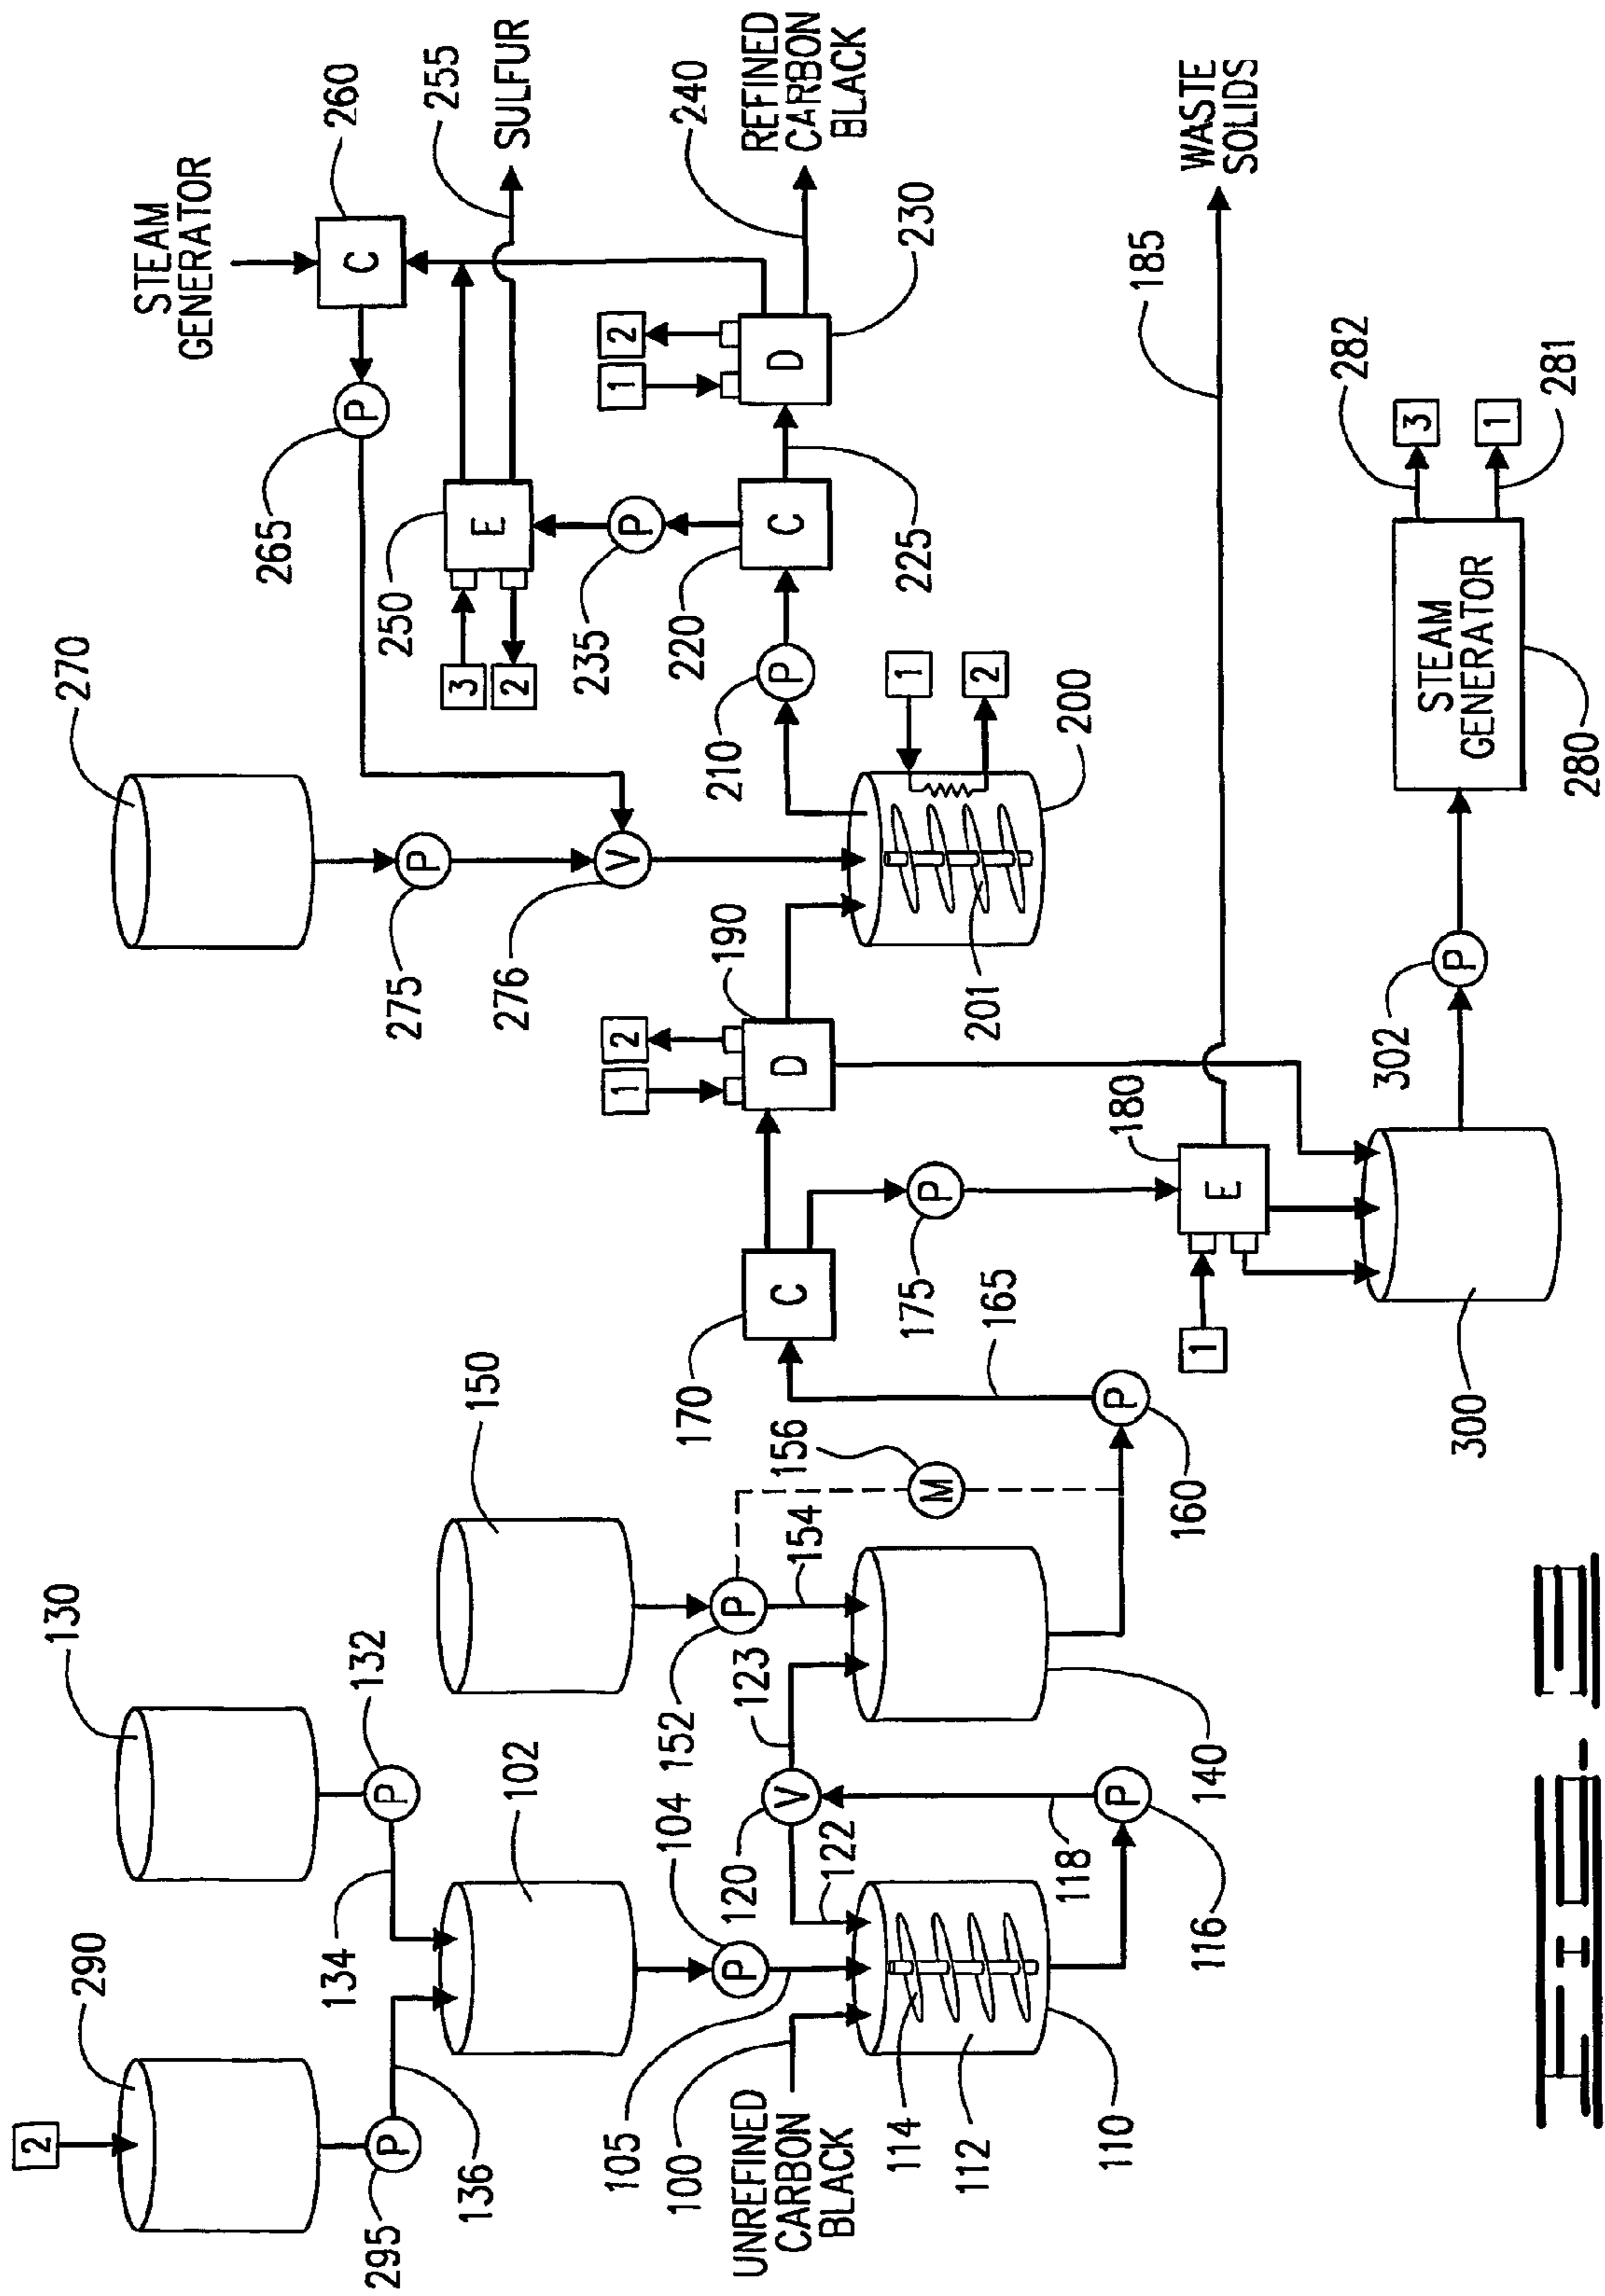 2
290
130
270
STEAM
GENERATOR
260
P
295
136
134
P
132
102
150
P
275
P
265
C
255
SULFUR
V
276
3
2
250
E
235
P
105
100
P
104
152
P
154
1
2
190
210
1
2
240
REFINED
CARBON
BLACK
UNREFINED
CARBON
BLACK
120
V
122
123
156
M
170
C
D
P
220
C
225
D
230
114
112
110
118
P
116
140
P
160
165
175
P
201
1
2
200
1
E
180
185
WASTE
SOLIDS
300
302
P
STEAM
GENERATOR
280
3
282
1
281